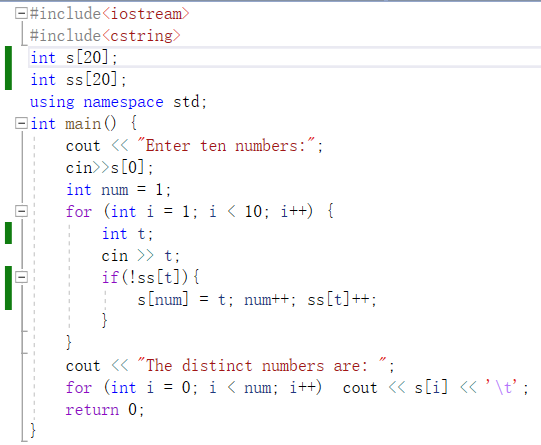 #include<iostream>
#include<cstring>
int s[20];
int ss[20];
using namespace std;
int main() {
cout << "Enter ten numbers:";
cin>>s[0];
int num = 1;
for (int i = 1; i < 10; i++) {
int t;
cin >> t;
if(!ss[t]){
s[num] = t; num++; ss[t]++;
}
}
cout << "The distinct numbers are: ";
for (int i = 0; i < num; i++)  cout << s[i] << '\t';
return 0;
}